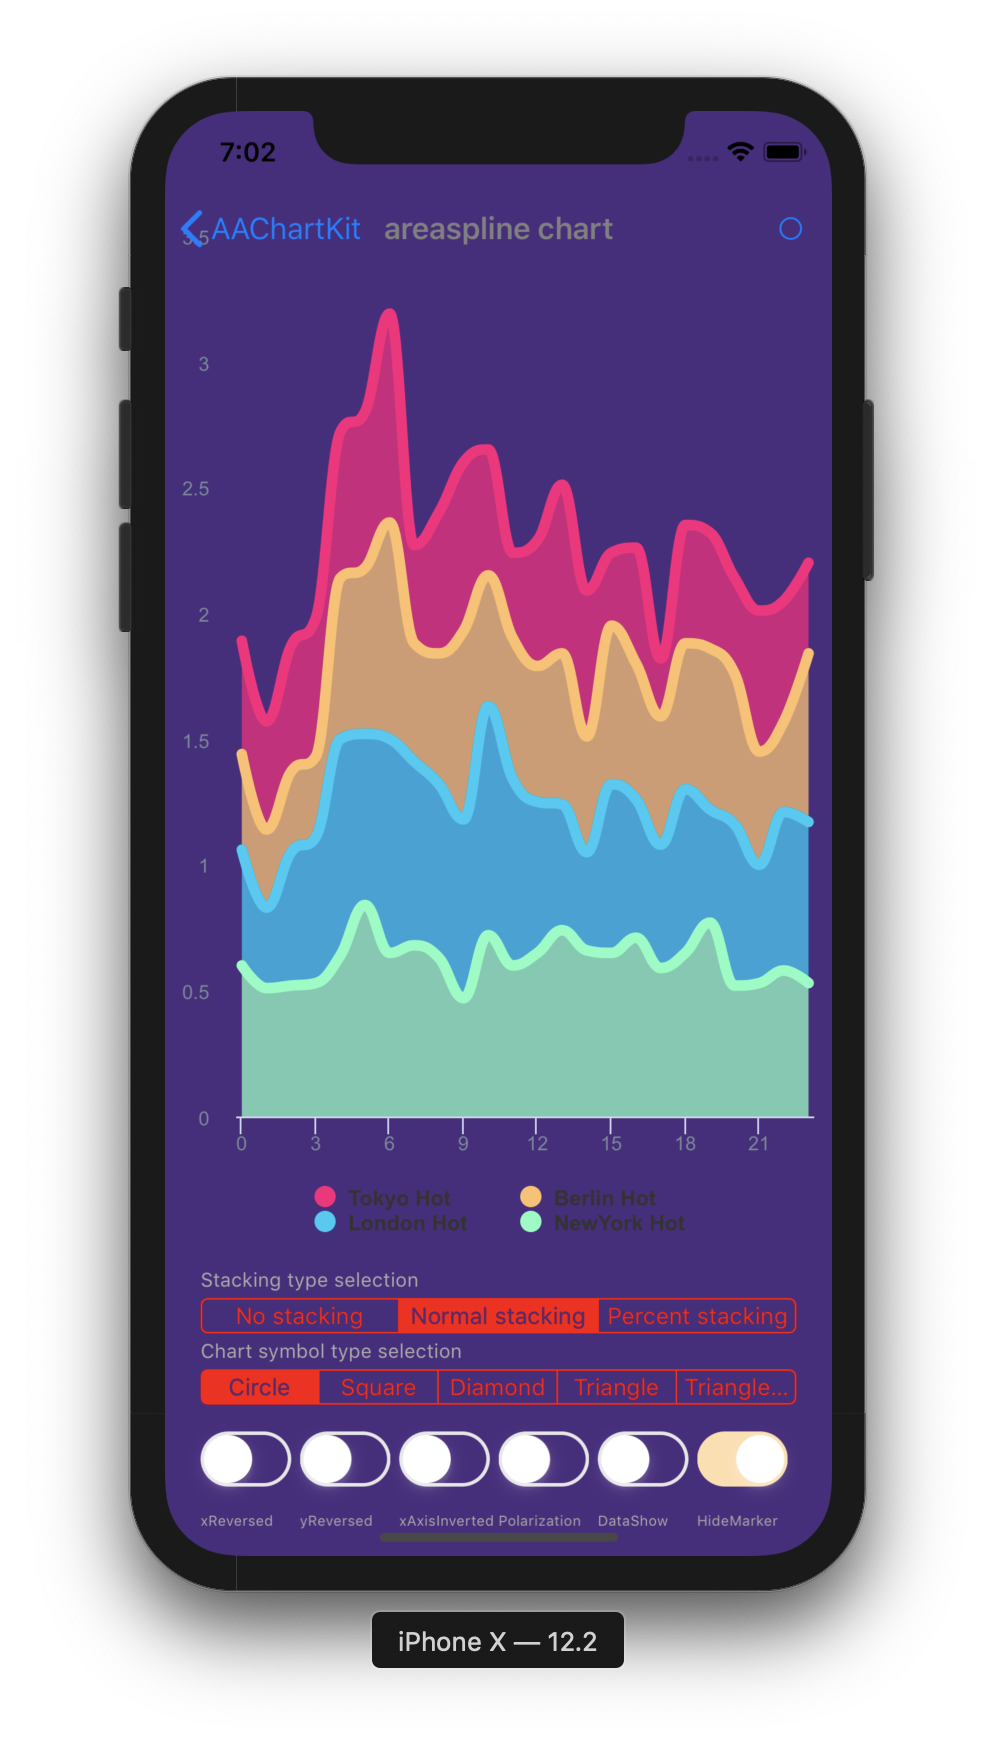 7:02
AAChartKit areaspline chart
3.5
3
2.5
2
1.5
1
0.5
0
0 3 6 9 12 15 18 21
Tokyo Hot Berlin Hot
London Hot NewYork Hot
Stacking type selection
No stacking Normal stacking Percent stacking
Chart symbol type selection
Circle Square Diamond Triangle Triangle...
xReversed yReversed xAxisInverted Polarization DataShow HideMarker
iPhone X — 12.2